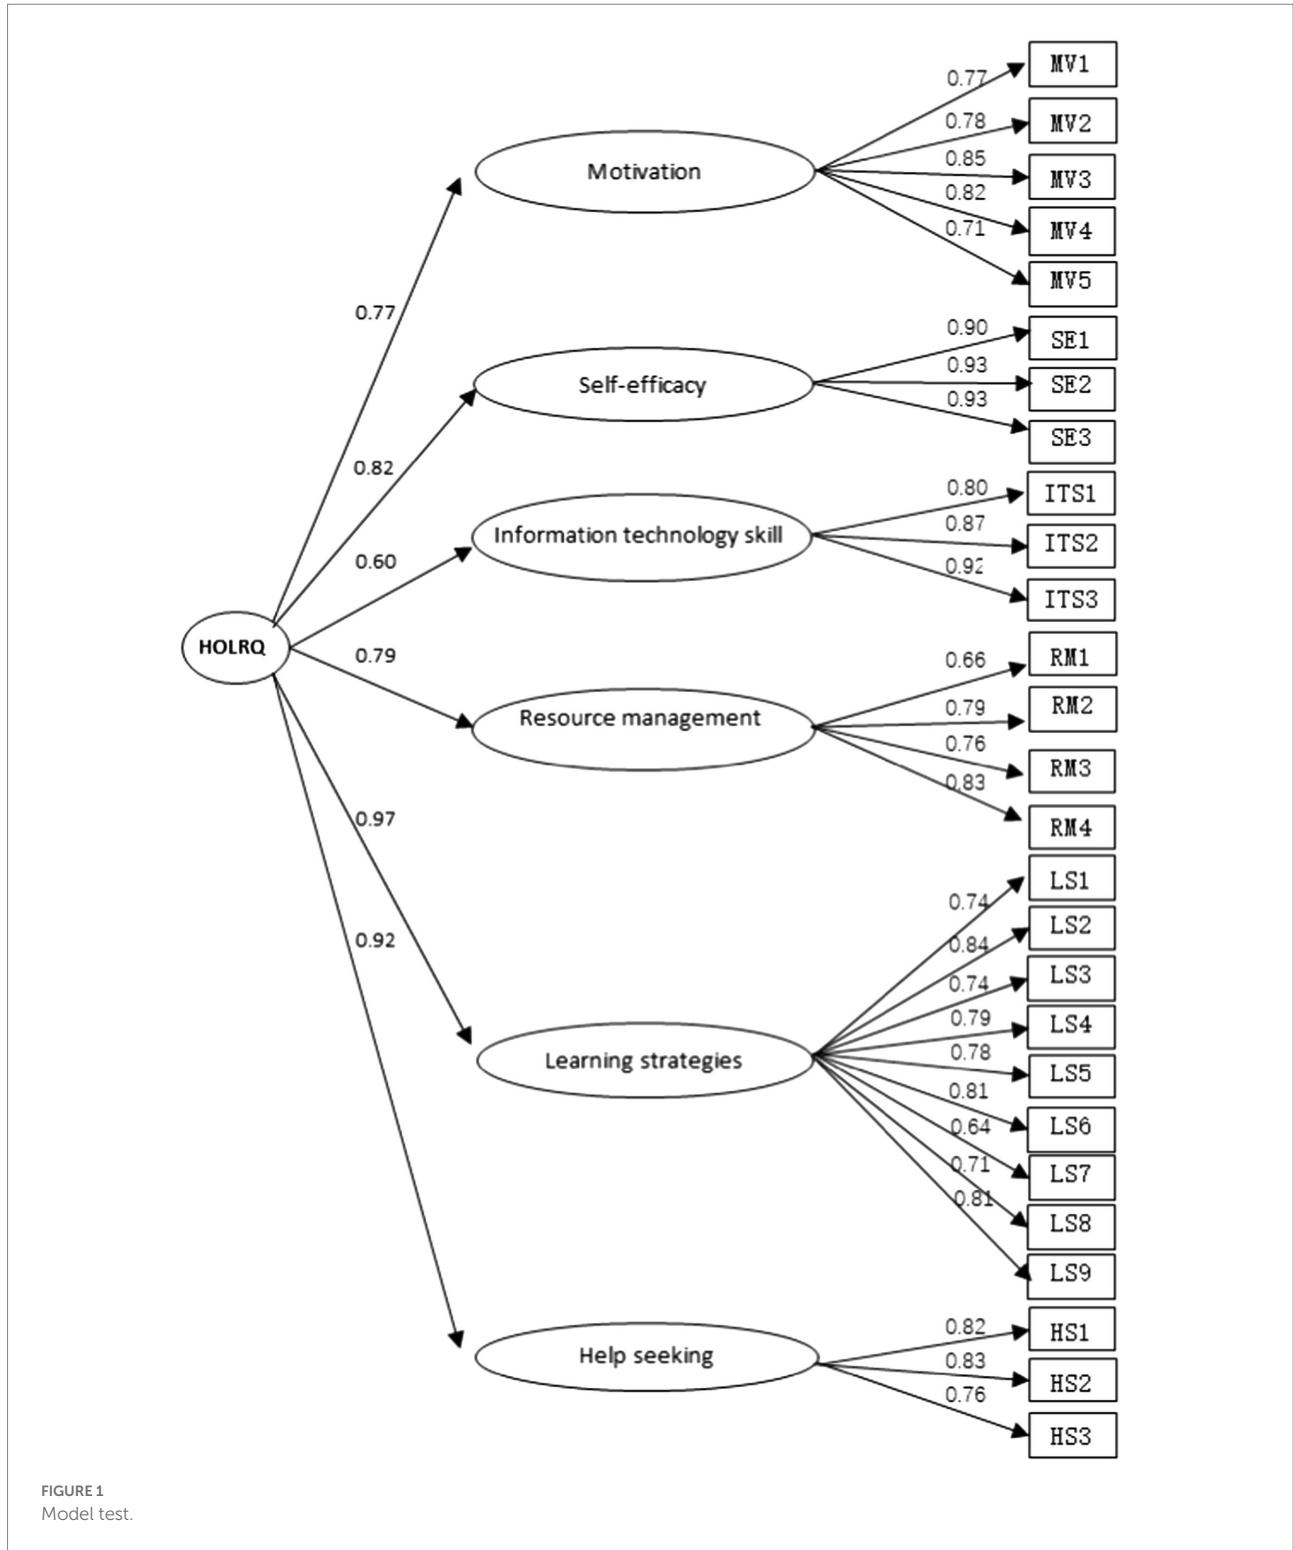 0.77
MV1
0.78
MV2
0.85
MV3
Motivation
0.82
MV4
0.71
MV5
0.77
0.90
SE1
0.93
SE2
Self-efficacy
0.93
SE3
0.82
0.80
ITS1
0.87
ITS2
Information technology skill
0.92
ITS3
0.60
HOLRQ
0.79
0.66
RM1
0.79
RM2
Resource management
0.76
RM3
0.83
RM4
0.97
0.74
LS1
0.84
LS2
0.74
LS3
0.79
LS4
0.78
LS5
Learning strategies
0.81
LS6
0.64
LS7
0.71
LS8
0.81
LS9
0.92
0.82
HS1
0.83
HS2
Help seeking
0.76
HS3
FIGURE 1
Model test.